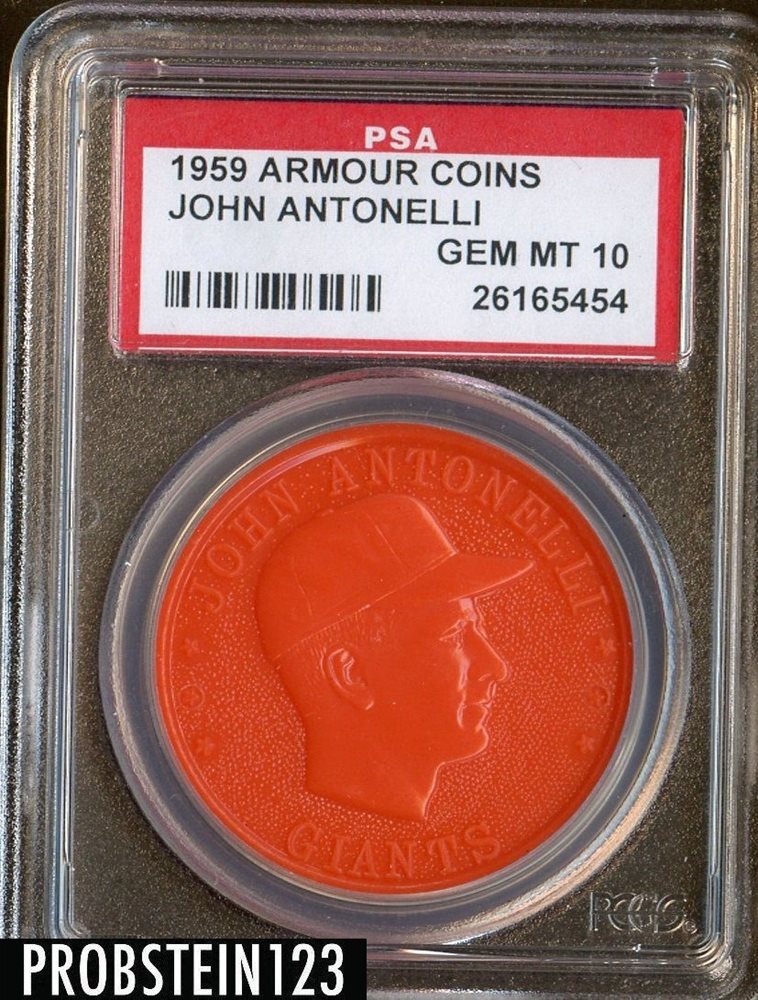 PSA
1959 ARMOUR COINS
JOHN ANTONELLI
GEM MT 10
26165454
JOHN ANTONELLI
GIANTS
PCGS
PROBSTEIN123